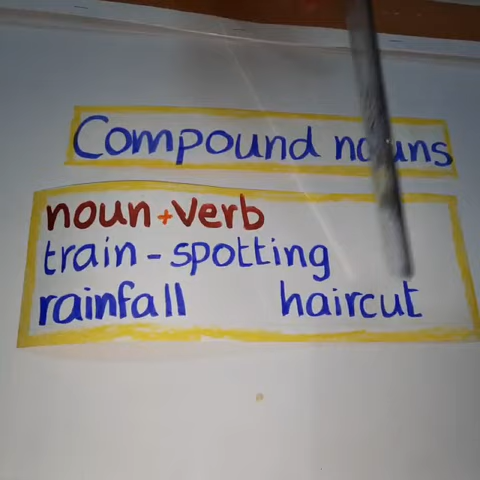 Compound nouns
noun + verb
train - spotting
rainfall haircut